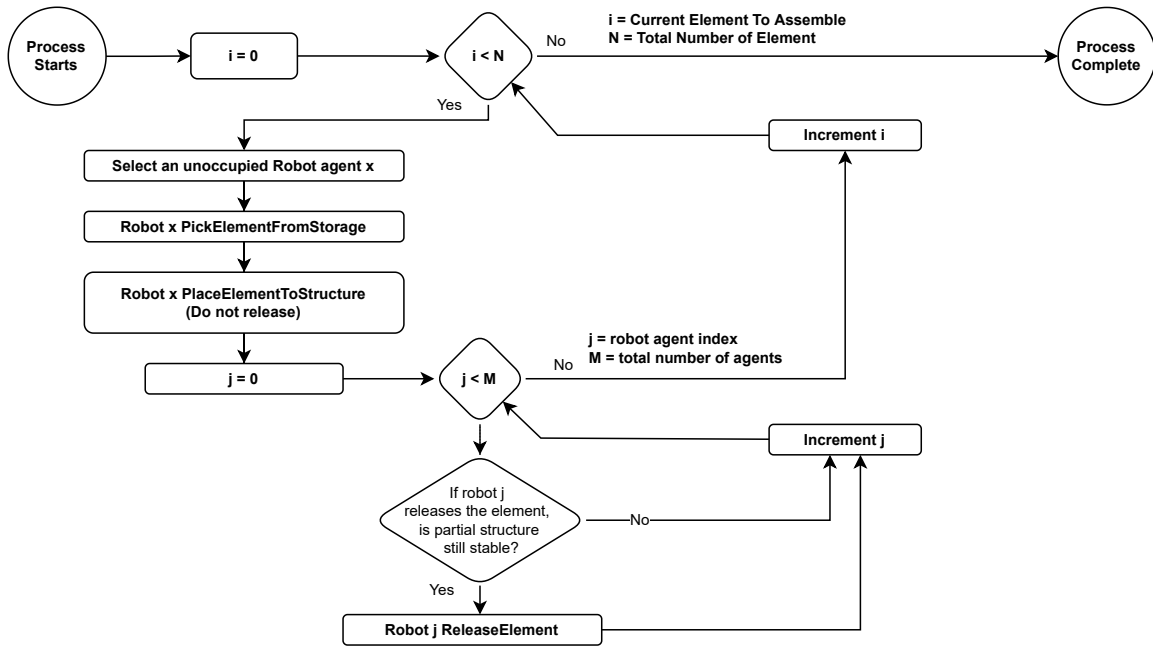 Process
Starts
i = 0
i < N
No
i = Current Element To Assemble
N = Total Number of Element
Process
Complete
Yes
Increment i
Select an unoccupied Robot agent x
Robot x PickElementFromStorage
Robot x PlaceElementToStructure
(Do not release)
j = 0
j < M
No
j = robot agent index
M = total number of agents
Increment j
If robot j
releases the element,
is partial structure
still stable?
No
Yes
Robot j ReleaseElement